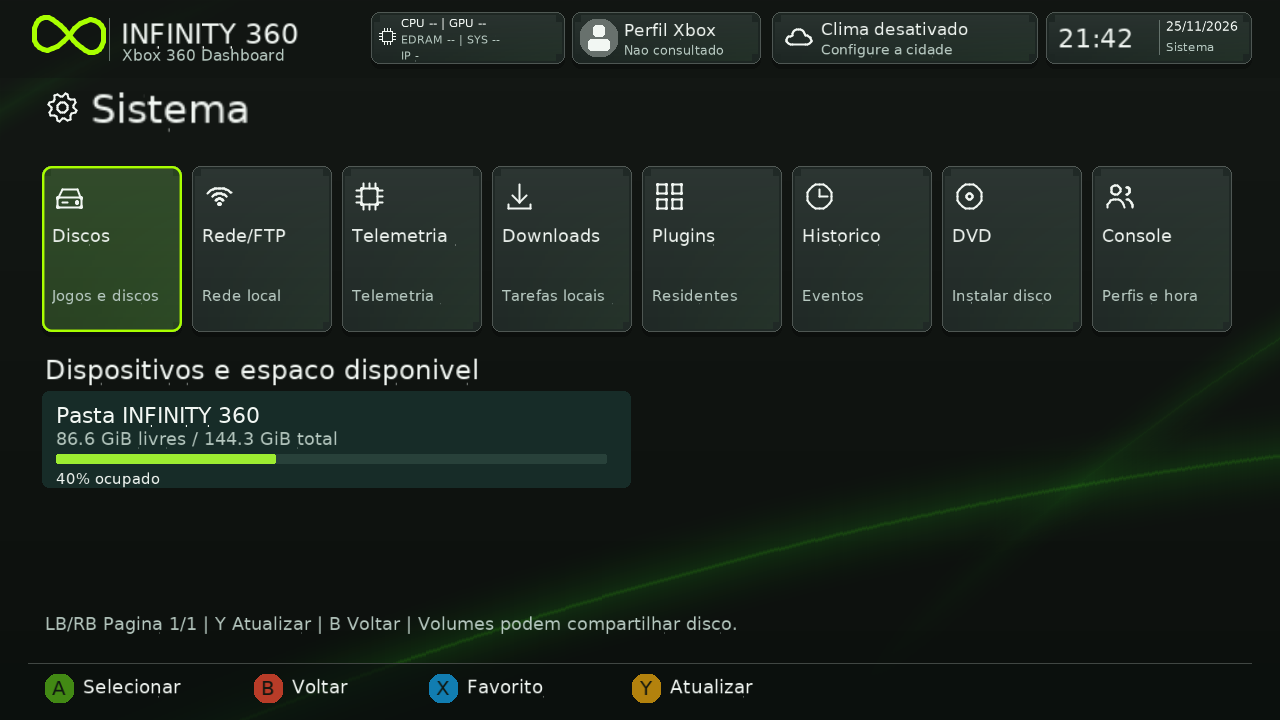 INFINITY 360
Xbox 360 Dashboard
CPU -- | GPU --
EDRAM -- | SYS --
IP -
Perfil Xbox
Nao consultado
Clima desativado
Configure a cidade
21:42
25/11/2026
Sistema
Sistema
Discos
Jogos e discos
Rede/FTP
Rede local
Telemetria
Telemetria
Downloads
Tarefas locais
Plugins
Residentes
Historico
Eventos
DVD
Instalar disco
Console
Perfis e hora
Dispositivos e espaco disponivel
Pasta INFINITY 360
86.6 GiB livres / 144.3 GiB total
40% ocupado
LB/RB Pagina 1/1 | Y Atualizar | B Voltar | Volumes podem compartilhar disco.
A Selecionar
B Voltar
X Favorito
Y Atualizar